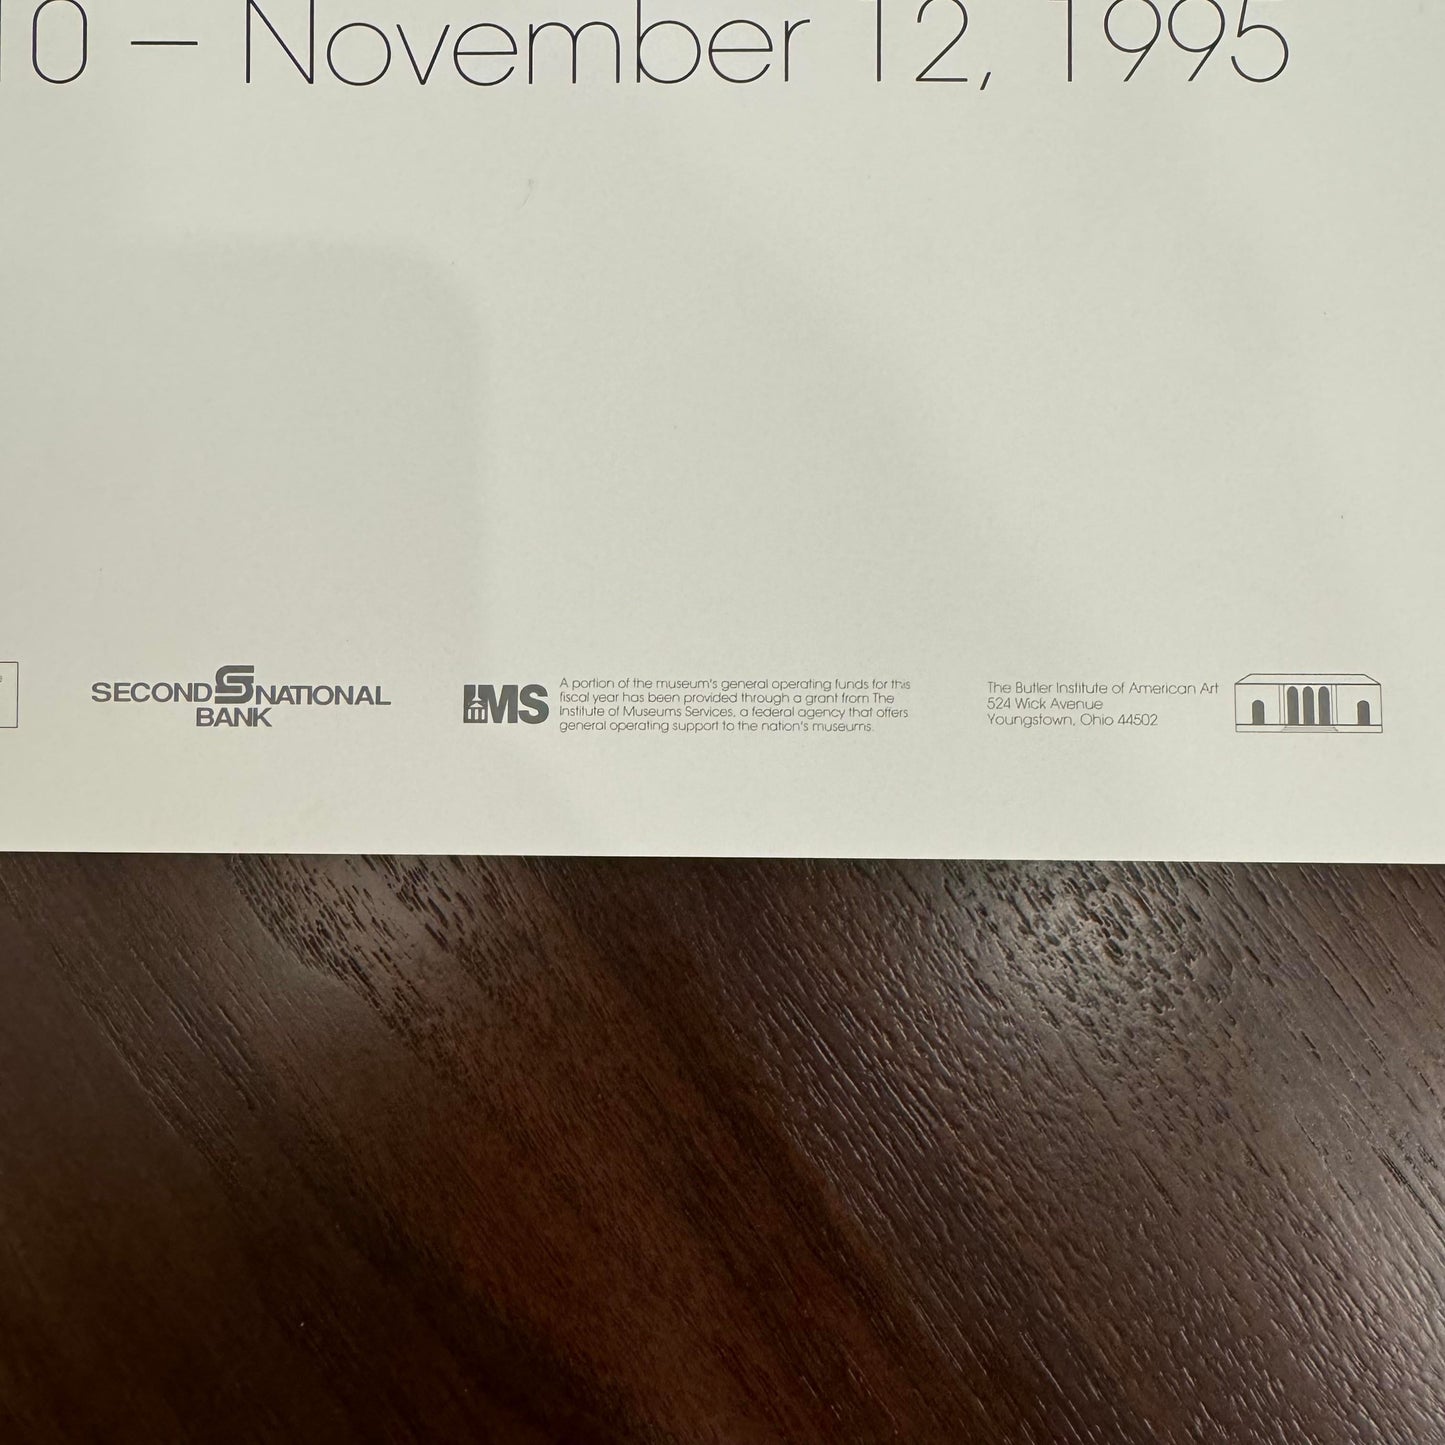 10 – November 12, 1995
SECOND S NATIONAL
BANK
IMS
A portion of the museum's general operating funds for this
fiscal year has been provided through a grant from The
Institute of Museums Services, a federal agency that offers
general operating support to the nation's museums.
The Butler Institute of American Art
524 Wick Avenue
Youngstown, Ohio 44502